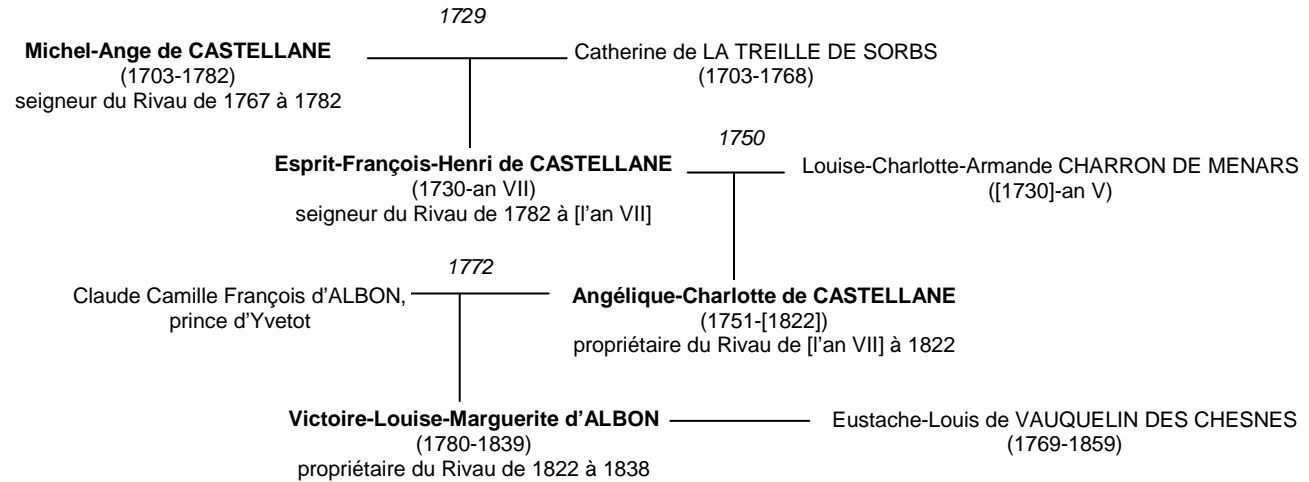 1729
Michel-Ange de CASTELLANE
(1703-1782)
seigneur du Rivau de 1767 à 1782
Catherine de LA TREILLE DE SORBS
(1703-1768)
1750
Esprit-François-Henri de CASTELLANE
(1730-an VII)
seigneur du Rivau de 1782 à [l'an VII]
Louise-Charlotte-Armande CHARRON DE MENARS
([1730]-an V)
1772
Claude Camille François d'ALBON,
prince d'Yvetot
Angélique-Charlotte de CASTELLANE
(1751-[1822])
propriétaire du Rivau de [l'an VII] à 1822
Victoire-Louise-Marguerite d'ALBON
(1780-1839)
propriétaire du Rivau de 1822 à 1838
Eustache-Louis de VAUQUELIN DES CHESNES
(1769-1859)